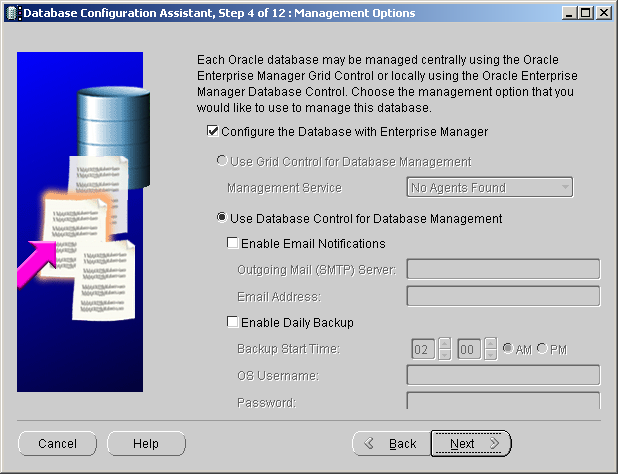 Database Configuration Assistant, Step 4 of 12 : Management Options
Each Oracle database may be managed centrally using the Oracle
Enterprise Manager Grid Control or locally using the Oracle Enterprise
Manager Database Control. Choose the management option that you
would like to use to manage this database.
Configure the Database with Enterprise Manager
Use Grid Control for Database Management
Management Service No Agents Found
Use Database Control for Database Management
Enable Email Notifications
Outgoing Mail (SMTP) Server:
Email Address:
Enable Daily Backup
Backup Start Time: 02 00 AM PM
OS Username:
Password:
Cancel Help Back Next